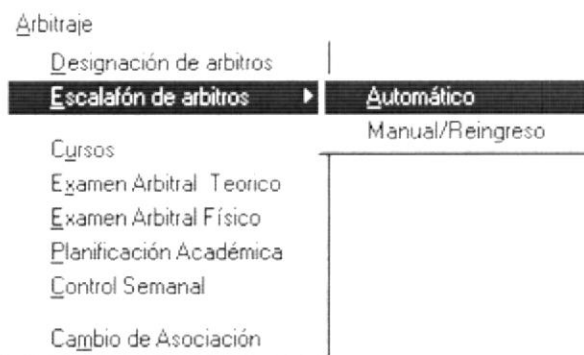 Arbitraje
Designación de arbitros
Escalafón de arbitros
Automático
Manual/Reingreso
Cursos
Examen Arbitral Teorico
Examen Arbitral Físico
Planificación Académica
Control Semanal
Cambio de Asociación